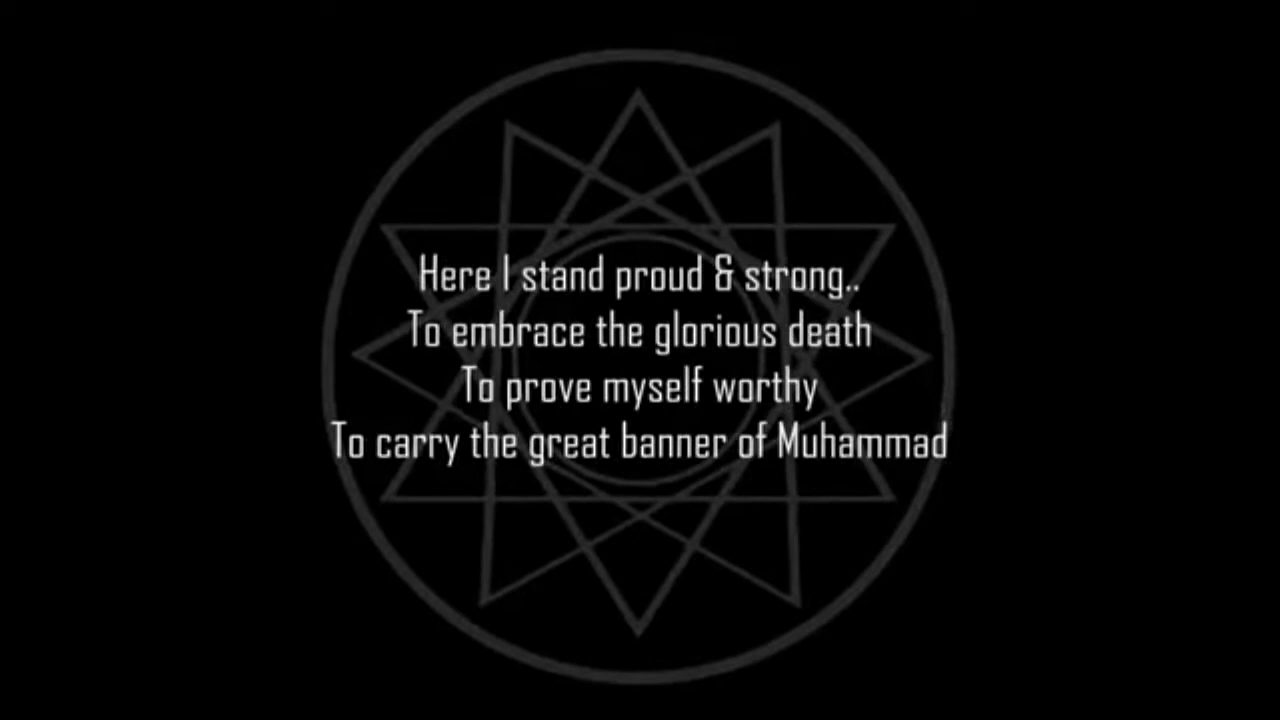 Here I stand proud & strong..
To embrace the glorious death
To prove myself worthy
To carry the great banner of Muhammad